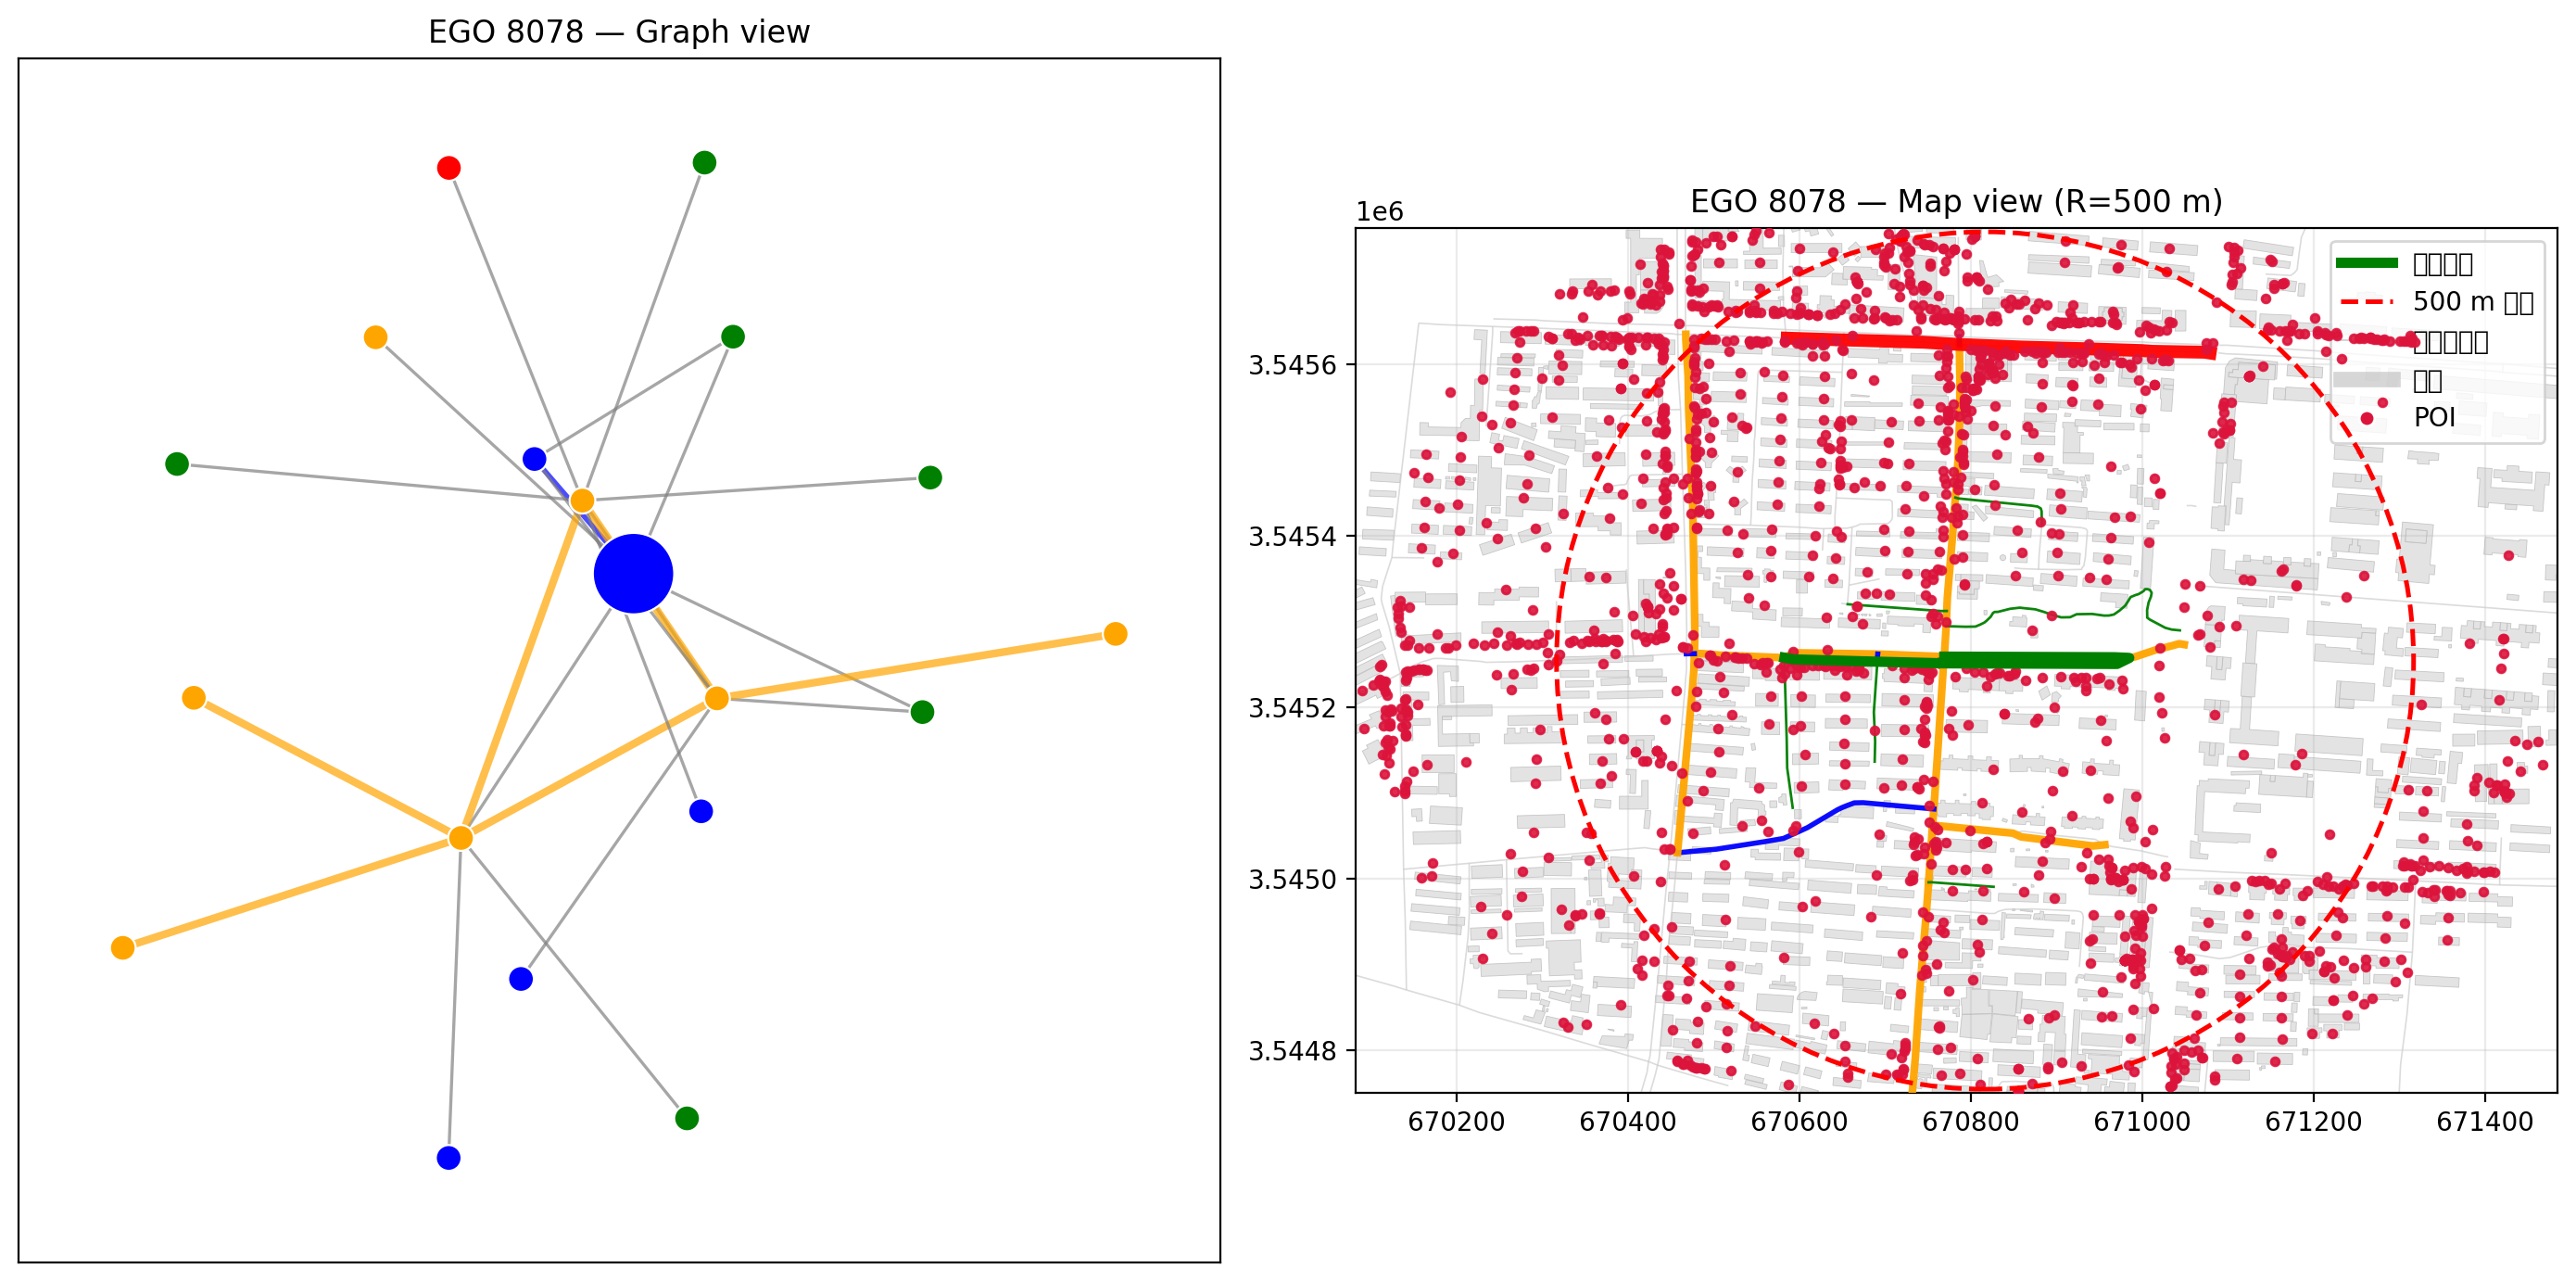 EGO 8078 — Graph view
EGO 8078 — Map view (R=500 m)
1e6
3.5456
3.5454
3.5452
3.5450
3.5448
670200
670400
670600
670800
671000
671200
671400
500 m
POI